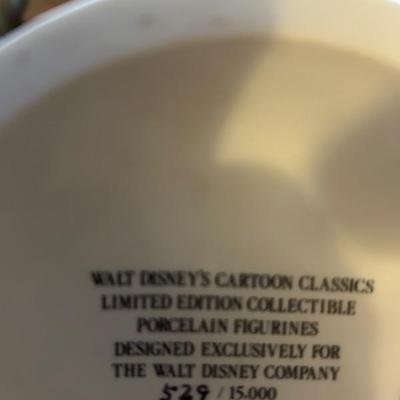 WALT DISNEY'S CARTOON CLASSICS
LIMITED EDITION COLLECTIBLE
PORCELAIN FIGURINES
DESIGNED EXCLUSIVELY FOR
THE WALT DISNEY COMPANY
529 / 15.000